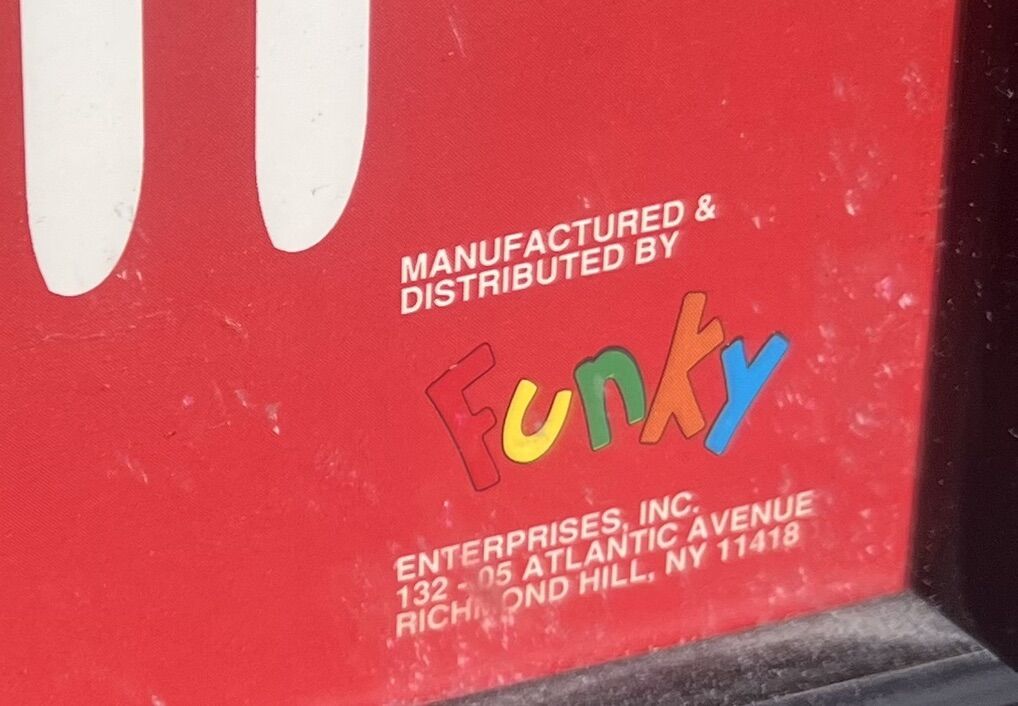 MANUFACTURED &
DISTRIBUTED BY
Funky
ENTERPRISES, INC.
132 - 05 ATLANTIC AVENUE
RICHMOND HILL, NY 11418